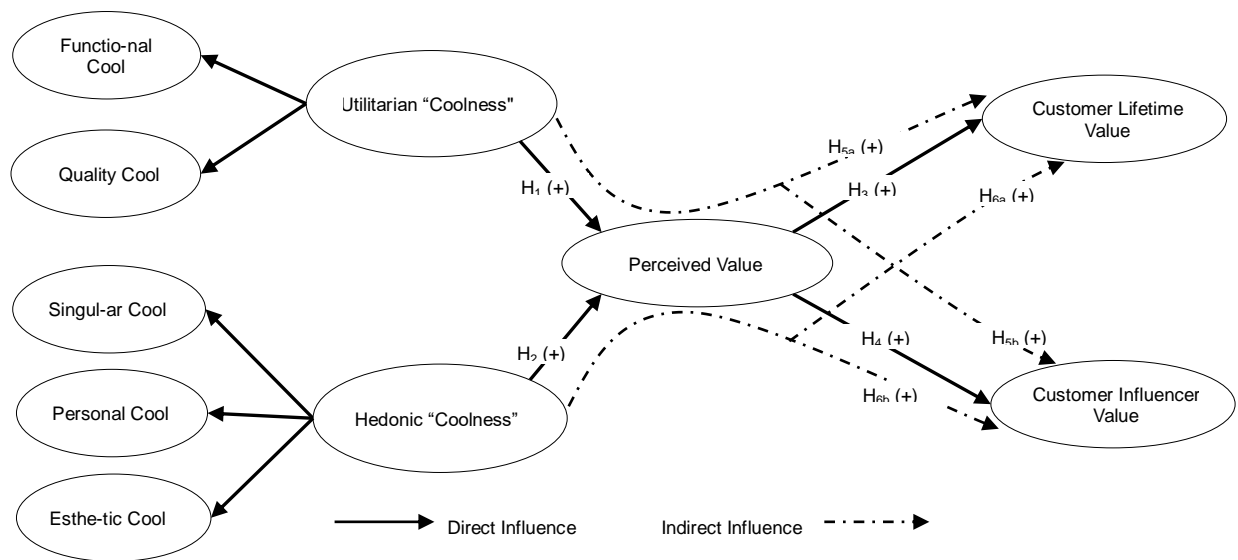 Functio-nal
Cool
Utilitarian “Coolness"
Customer Lifetime
Value
Quality Cool
H5a (+)
H1 (+)
H3 (+)
H6a (+)
Perceived Value
Singul-ar Cool
H2 (+)
H4 (+)
H5b (+)
Personal Cool
Hedonic “Coolness”
H6b (+)
Customer Influencer
Value
Esthe-tic Cool
Direct Influence
Indirect Influence